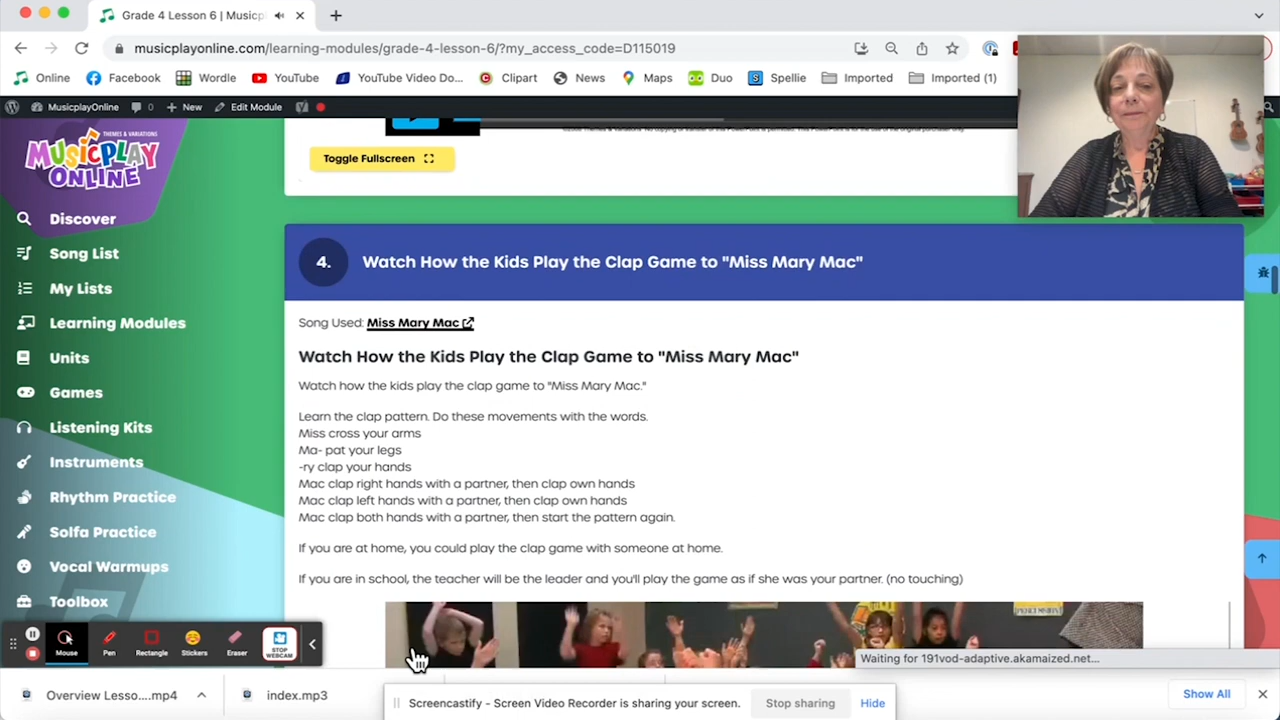 Grade 4 Lesson 6 | Musicp
musicplayonline.com/learning-modules/grade-4-lesson-6/?my_access_code=D115019
Online Facebook Wordle YouTube YouTube Video Do... Clipart News Maps Duo Spellie Imported Imported (1)
MusicplayOnline 0 New Edit Module
THEMES & VARIATIONS
MUSICPLAY
ONLINE
Discover
Song List
My Lists
Learning Modules
Units
Games
Listening Kits
Instruments
Rhythm Practice
Solfa Practice
Vocal Warmups
Toolbox
Toggle Fullscreen
4. Watch How the Kids Play the Clap Game to "Miss Mary Mac"
Song Used: Miss Mary Mac
Watch How the Kids Play the Clap Game to "Miss Mary Mac"
Watch how the kids play the clap game to "Miss Mary Mac."
Learn the clap pattern. Do these movements with the words.
Miss cross your arms
Ma- pat your legs
-ry clap your hands
Mac clap right hands with a partner, then clap own hands
Mac clap left hands with a partner, then clap own hands
Mac clap both hands with a partner, then start the pattern again.
If you are at home, you could play the clap game with someone at home.
If you are in school, the teacher will be the leader and you'll play the game as if she was your partner. (no touching)
Mouse Pen Rectangle Stickers Eraser STOP WEBCAM
Waiting for 191vod-adaptive.akamaized.net...
Overview Lesso....mp4 index.mp3
Screencastify - Screen Video Recorder is sharing your screen. Stop sharing Hide
Show All